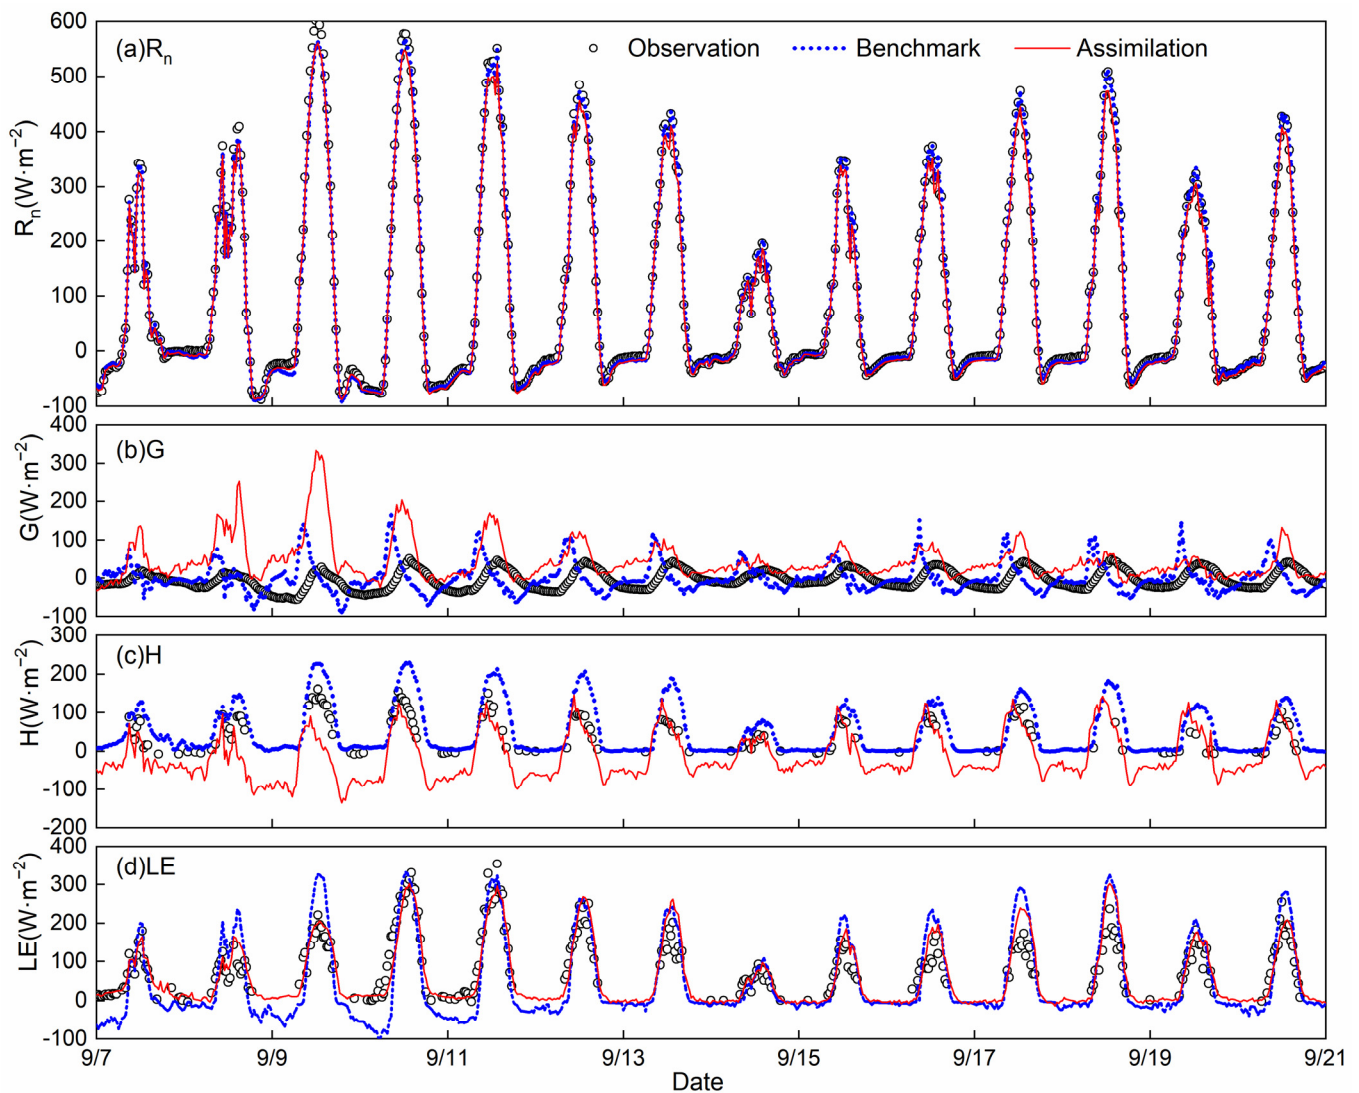 (a)Rn
Observation
Benchmark
Assimilation
Rn(W·m−2)
600
500
400
300
200
100
0
-100
(b)G
G(W·m−2)
400
300
200
100
0
-100
(c)H
H(W·m−2)
300
200
100
0
-100
-200
(d)LE
LE(W·m−2)
400
300
200
100
0
-100
9/7 9/9 9/11 9/13 9/15 9/17 9/19 9/21
Date